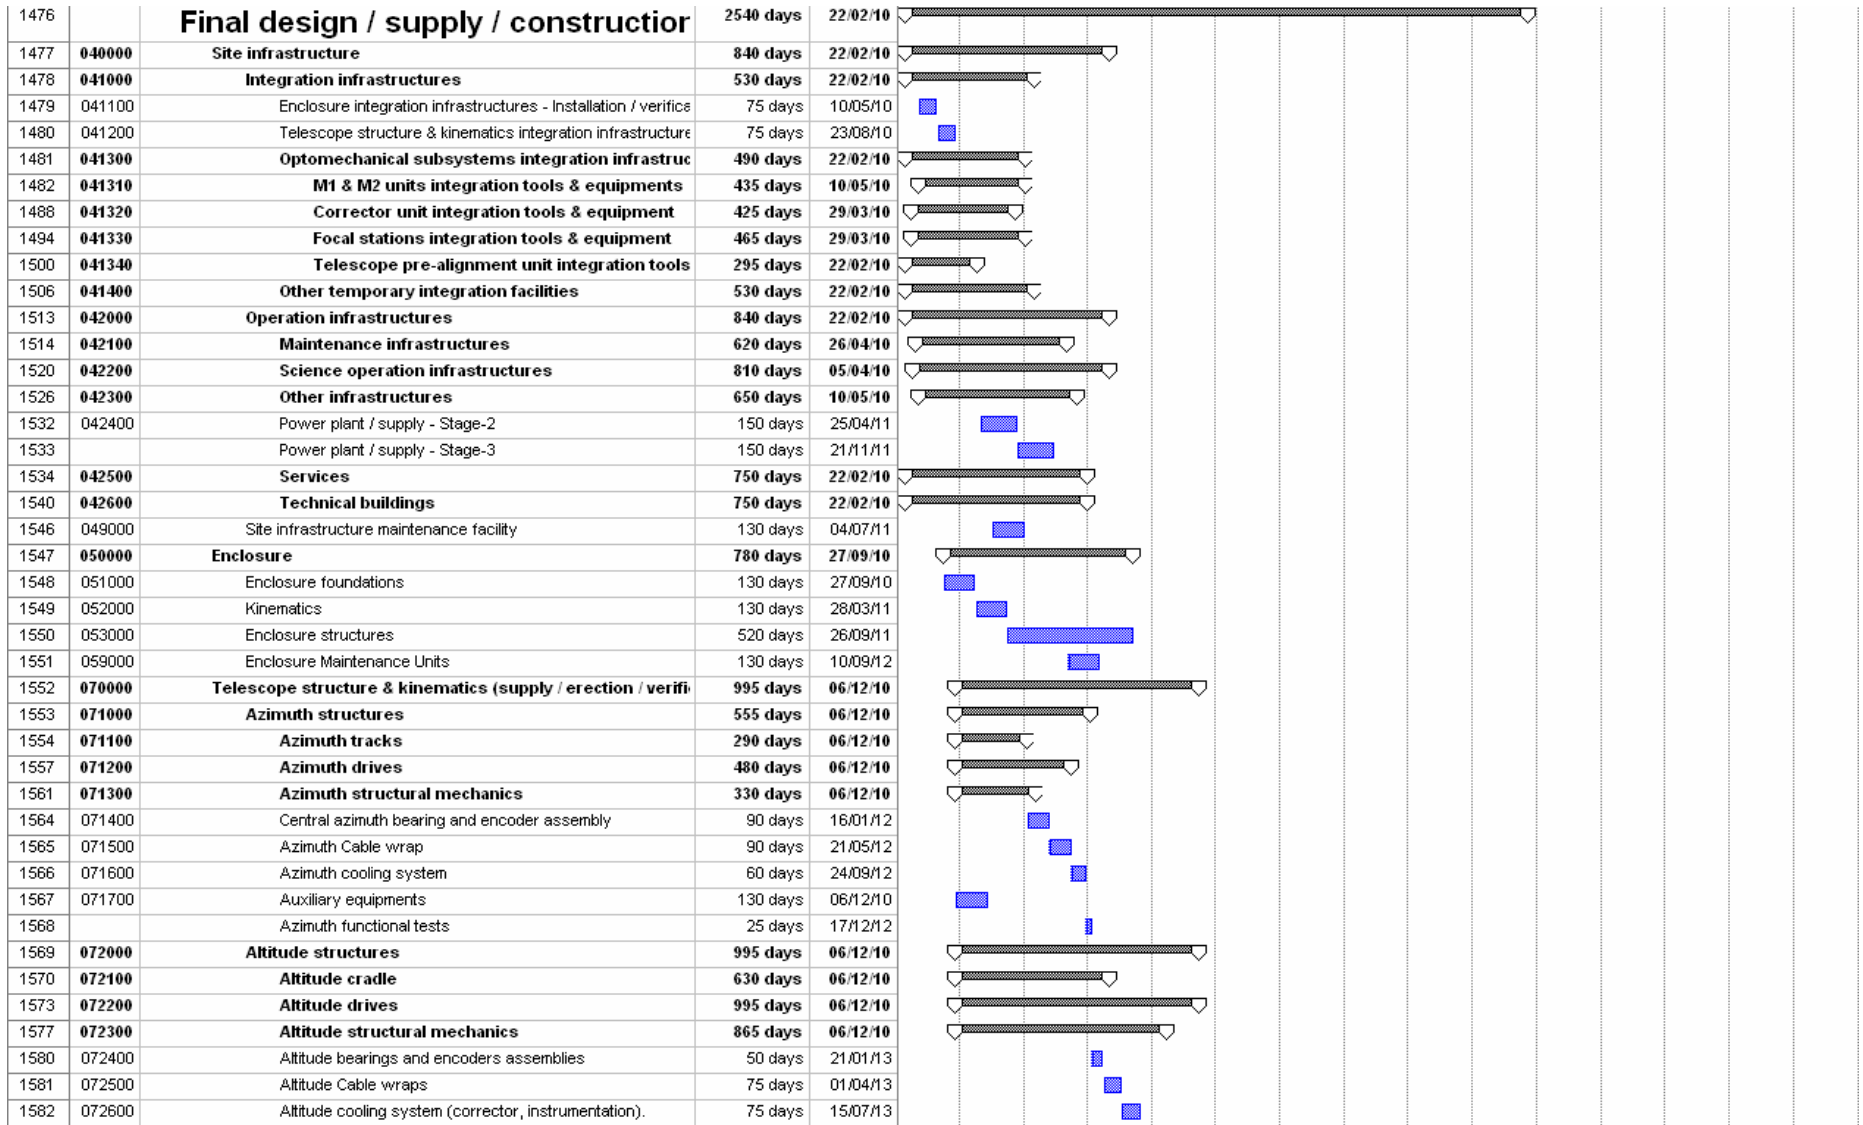 1476 Final design / supply / construction 2540 days 22/02/10
1477 040000 Site infrastructure 840 days 22/02/10
1478 041000 Integration infrastructures 530 days 22/02/10
1479 041100 Enclosure integration infrastructures - Installation / verifica 75 days 10/05/10
1480 041200 Telescope structure & kinematics integration infrastructure 75 days 23/08/10
1481 041300 Optomechanical subsystems integration infrastruc 490 days 22/02/10
1482 041310 M1 & M2 units integration tools & equipments 435 days 10/05/10
1488 041320 Corrector unit integration tools & equipment 425 days 29/03/10
1494 041330 Focal stations integration tools & equipment 465 days 29/03/10
1500 041340 Telescope pre-alignment unit integration tools 295 days 22/02/10
1506 041400 Other temporary integration facilities 530 days 22/02/10
1513 042000 Operation infrastructures 840 days 22/02/10
1514 042100 Maintenance infrastructures 620 days 26/04/10
1520 042200 Science operation infrastructures 810 days 05/04/10
1526 042300 Other infrastructures 650 days 10/05/10
1532 042400 Power plant / supply - Stage-2 150 days 25/04/11
1533 Power plant / supply - Stage-3 150 days 21/11/11
1534 042500 Services 750 days 22/02/10
1540 042600 Technical buildings 750 days 22/02/10
1546 049000 Site infrastructure maintenance facility 130 days 04/07/11
1547 050000 Enclosure 780 days 27/09/10
1548 051000 Enclosure foundations 130 days 27/09/10
1549 052000 Kinematics 130 days 28/03/11
1550 053000 Enclosure structures 520 days 26/09/11
1551 059000 Enclosure Maintenance Units 130 days 10/09/12
1552 070000 Telescope structure & kinematics (supply / erection / verifi 995 days 06/12/10
1553 071000 Azimuth structures 555 days 06/12/10
1554 071100 Azimuth tracks 290 days 06/12/10
1557 071200 Azimuth drives 480 days 06/12/10
1561 071300 Azimuth structural mechanics 330 days 06/12/10
1564 071400 Central azimuth bearing and encoder assembly 90 days 16/01/12
1565 071500 Azimuth Cable wrap 90 days 21/05/12
1566 071600 Azimuth cooling system 60 days 24/09/12
1567 071700 Auxiliary equipments 130 days 06/12/10
1568 Azimuth functional tests 25 days 17/12/12
1569 072000 Altitude structures 995 days 06/12/10
1570 072100 Altitude cradle 630 days 06/12/10
1573 072200 Altitude drives 995 days 06/12/10
1577 072300 Altitude structural mechanics 865 days 06/12/10
1580 072400 Altitude bearings and encoders assemblies 50 days 21/01/13
1581 072500 Altitude Cable wraps 75 days 01/04/13
1582 072600 Altitude cooling system (corrector, instrumentation). 75 days 15/07/13